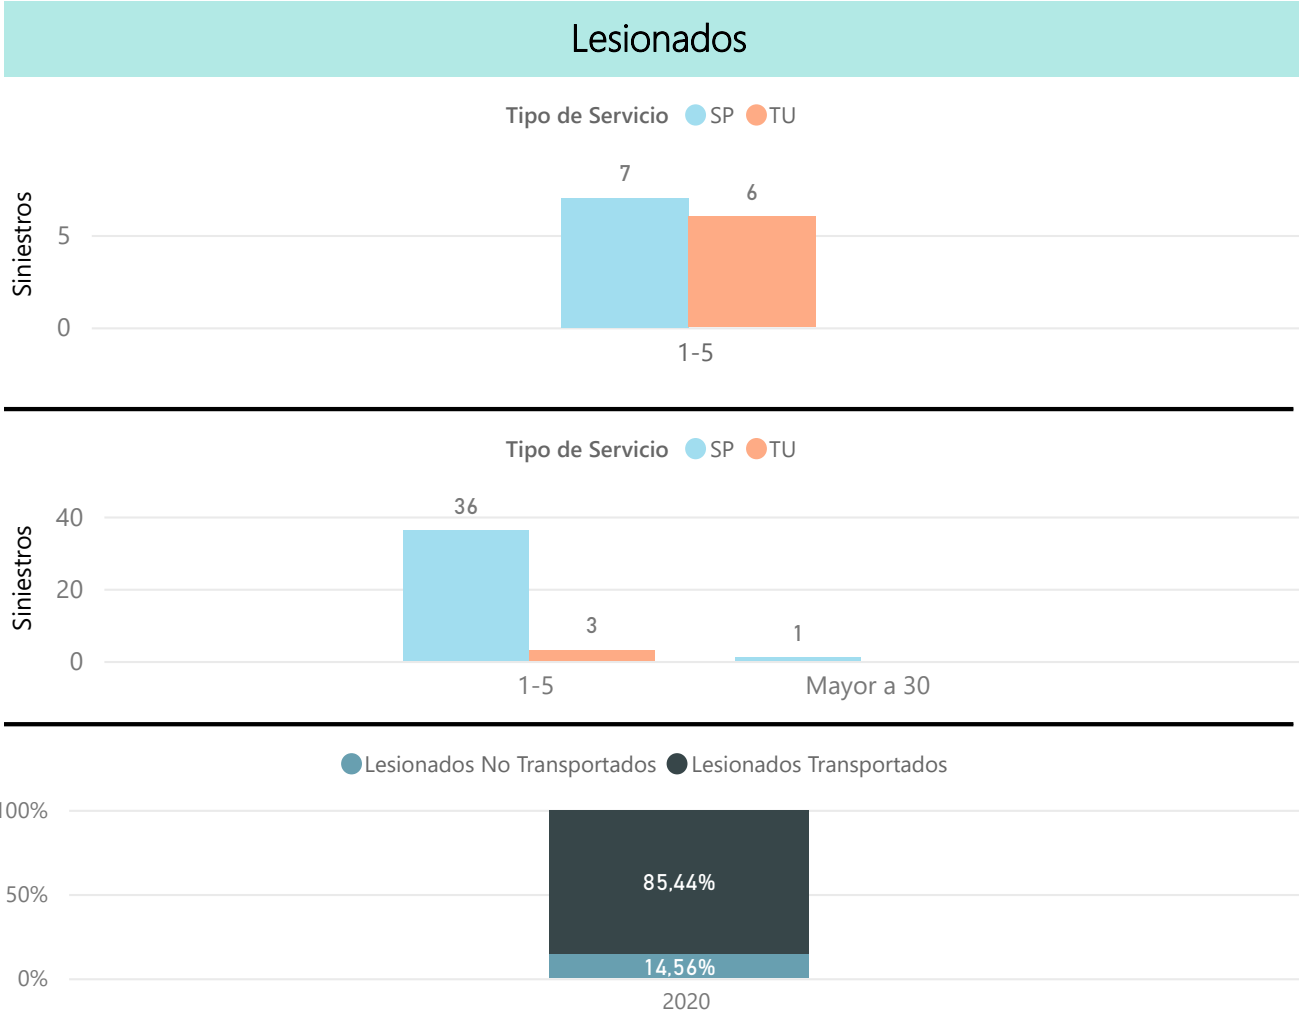 Lesionados
Tipo de Servicio SP TU
Siniestros
7
6
5
0
1-5
Tipo de Servicio SP TU
Siniestros
36
40
20
3
1
0
1-5 Mayor a 30
Lesionados No Transportados Lesionados Transportados
100%
85,44%
50%
14,56%
0%
2020